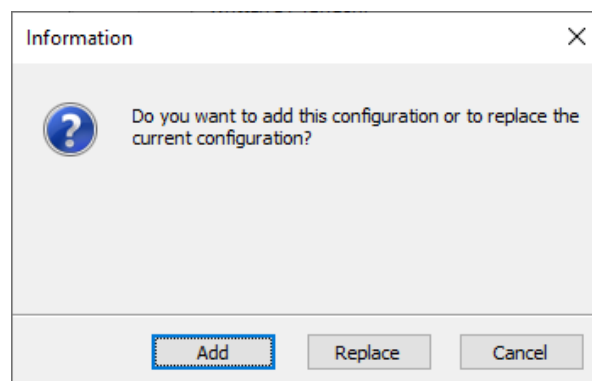 Information
Do you want to add this configuration or to replace the
current configuration?
Add
Replace
Cancel